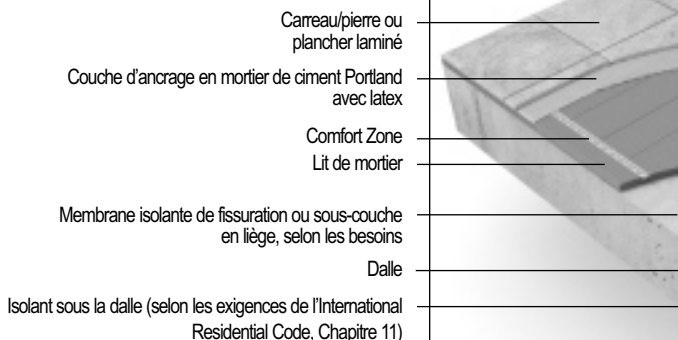 Carreau/pierre ou
plancher laminé
Couche d'ancrage en mortier de ciment Portland
avec latex
Comfort Zone
Lit de mortier
Membrane isolante de fissuration ou sous-couche
en liège, selon les besoins
Dalle
Isolant sous la dalle (selon les exigences de l'International
Residential Code, Chapitre 11)